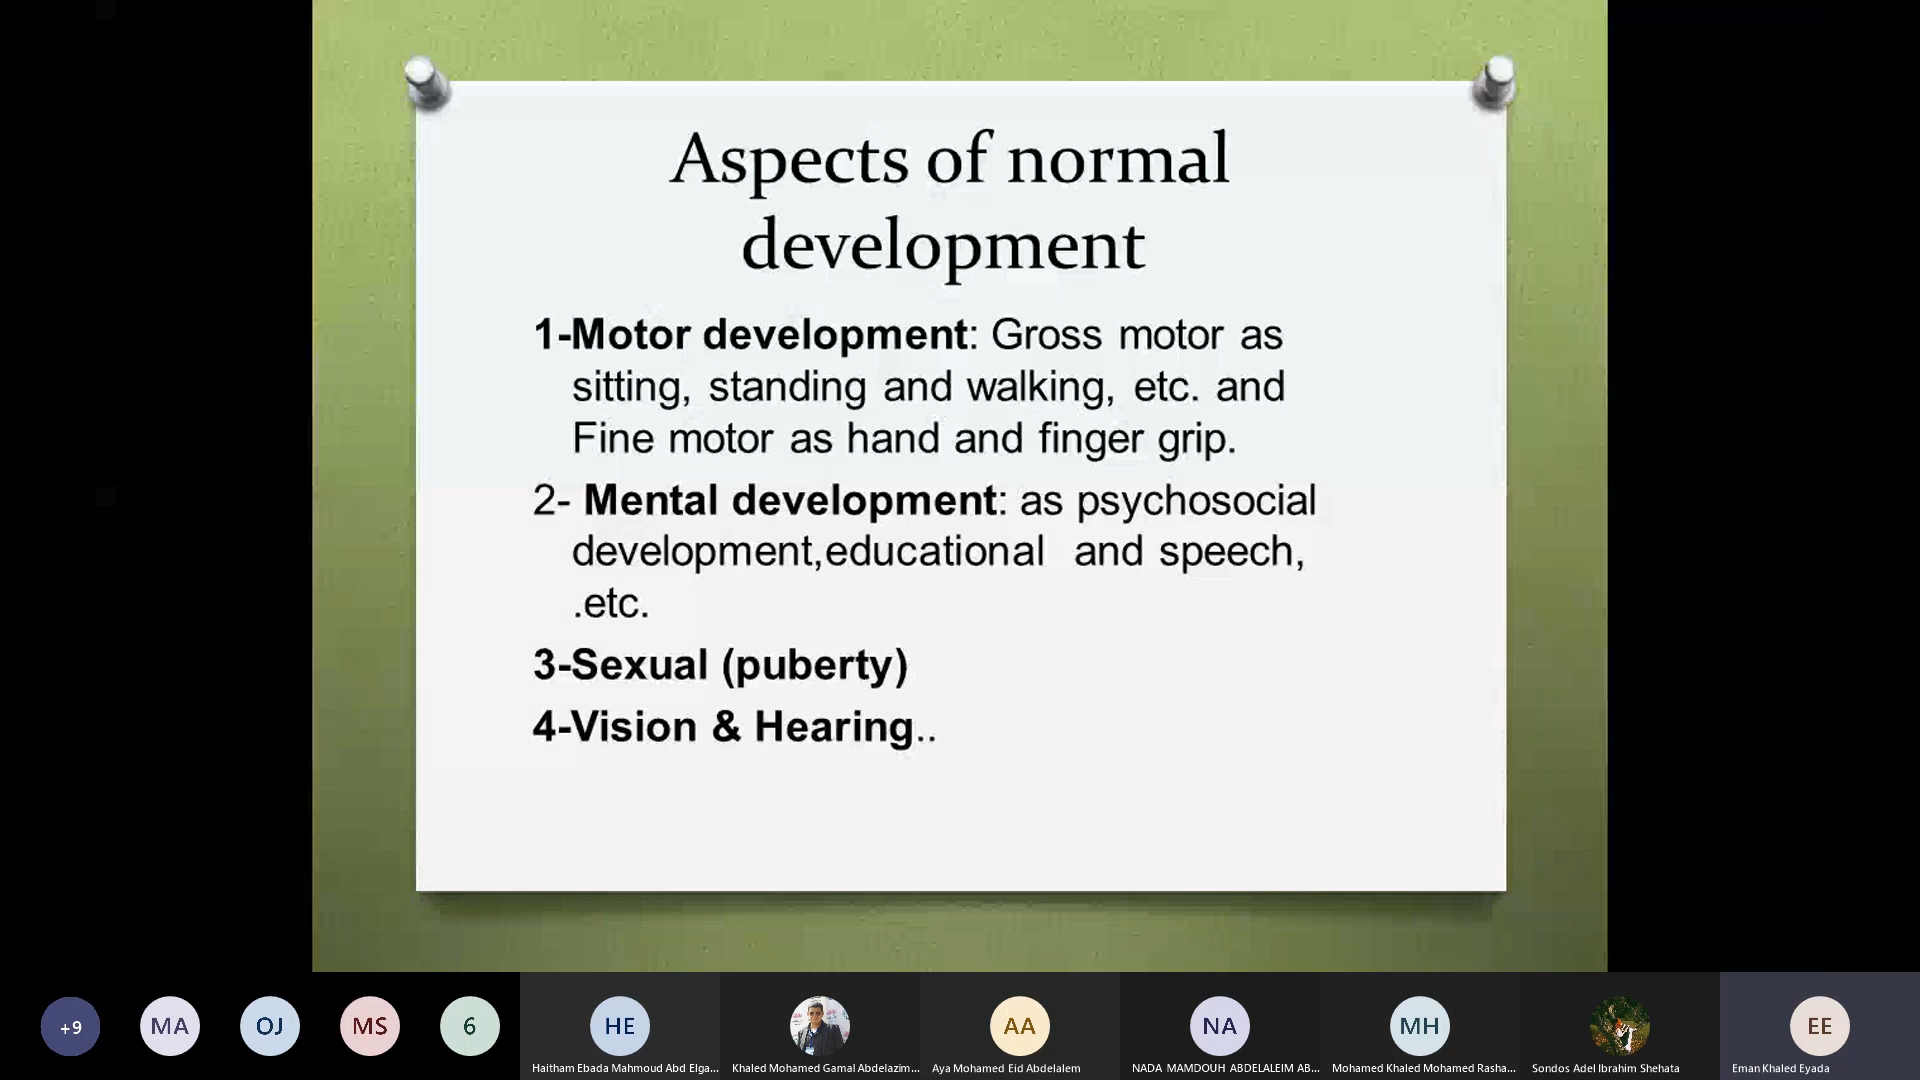 Aspects of normal
development
1-Motor development: Gross motor as
sitting, standing and walking, etc. and
Fine motor as hand and finger grip.
2- Mental development: as psychosocial
development,educational and speech,
.etc.
3-Sexual (puberty)
4-Vision & Hearing..
+9
MA
OJ
MS
6
HE
AA
NA
MH
EE
Haitham Ebada Mahmoud Abd Elga...
Khaled Mohamed Gamal Abdelazim...
Aya Mohamed Eid Abdelalem
NADA MAMDOUH ABDELALEIM AB...
Mohamed Khaled Mohamed Rasha...
Sondos Adel Ibrahim Shehata
Eman Khaled Eyada